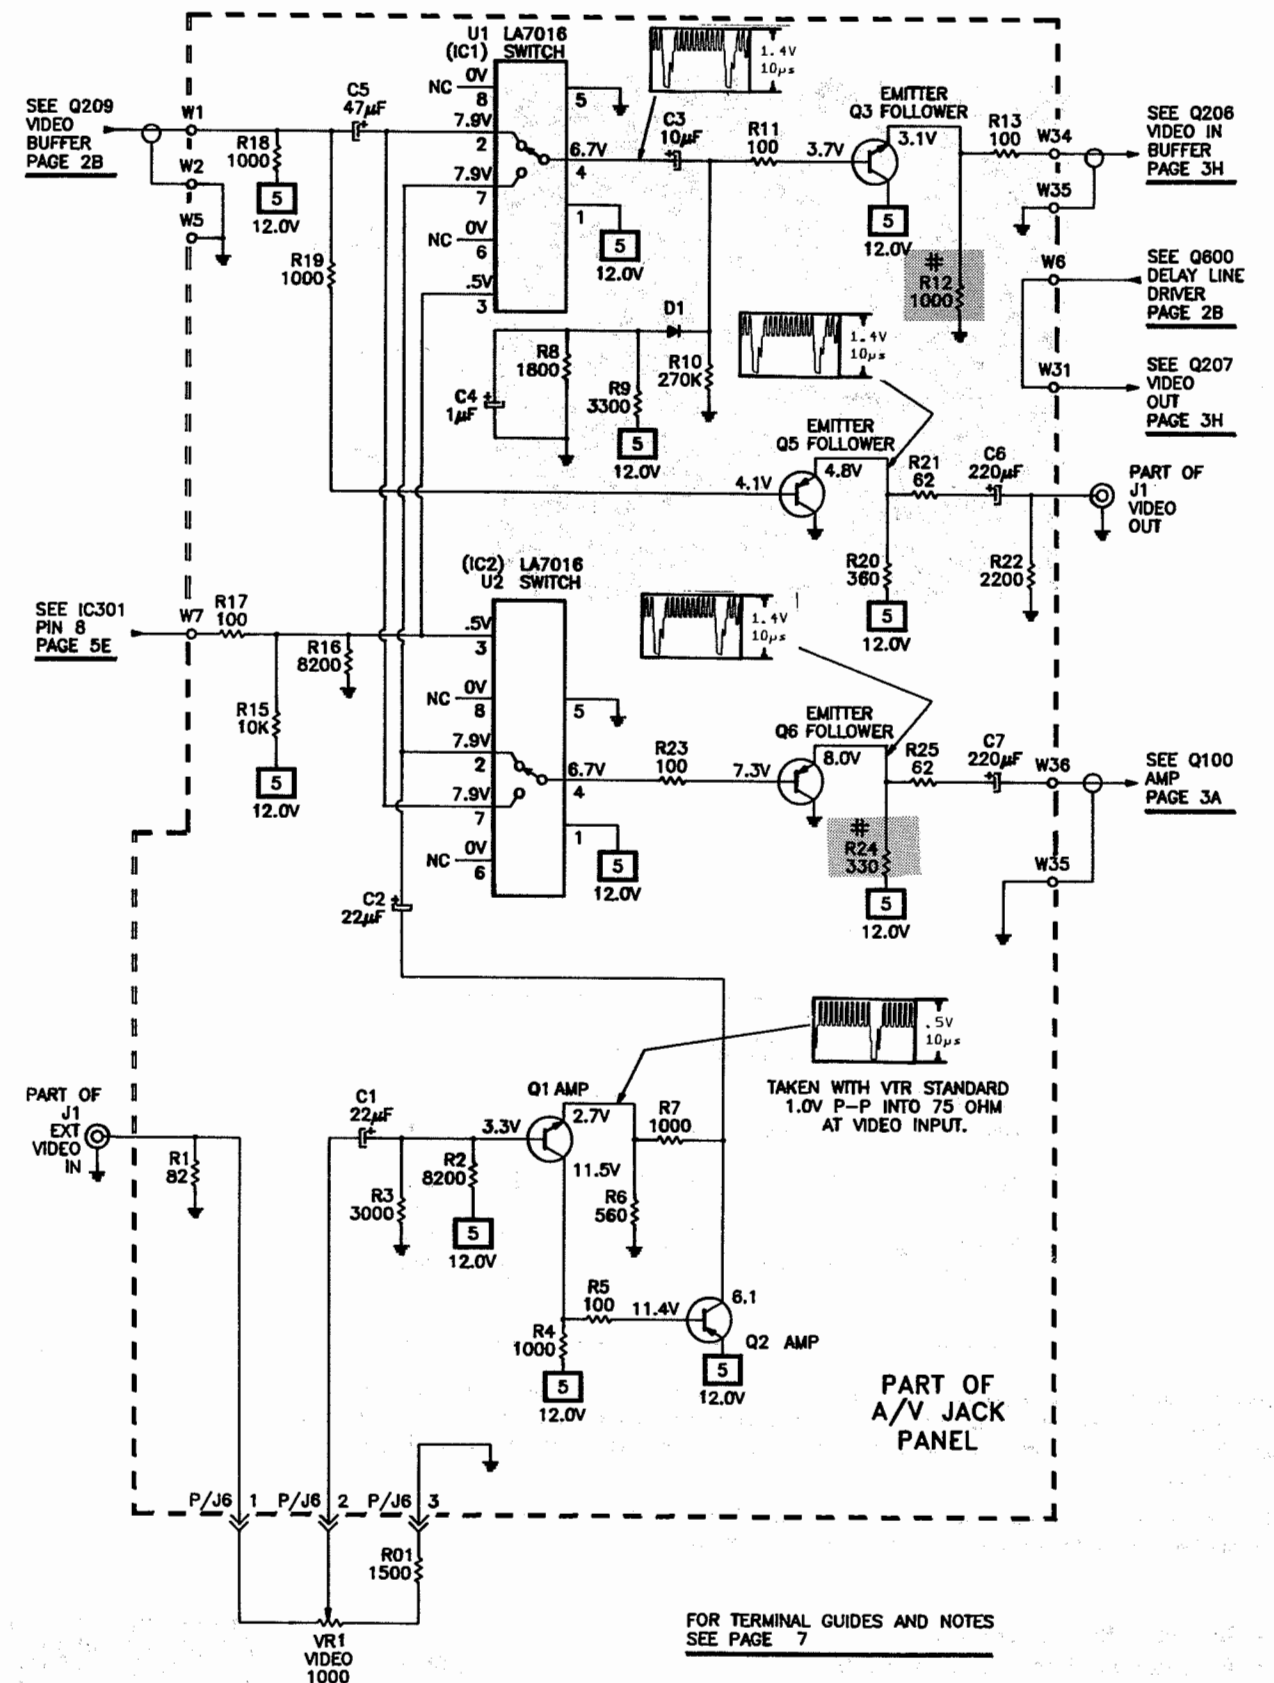 U1 LA7016
(IC1) SWITCH
1.4V
10µs
SEE Q209
VIDEO
BUFFER
PAGE 2B
W1
W2
W5
R18
1000
5
12.0V
R19
1000
C5
47µF
NC
0V
8
7.9V
2
7.9V
7
NC
0V
6
.5V
3
5
6.7V
4
1
5
12.0V
C3
10µF
R11
100
3.7V
EMITTER
Q3 FOLLOWER
3.1V
5
12.0V
R13
100
W34
W35
SEE Q206
VIDEO IN
BUFFER
PAGE 3H
#
R12
1000
W6
SEE Q600
DELAY LINE
DRIVER
PAGE 2B
W31
SEE Q207
VIDEO
OUT
PAGE 3H
D1
R8
1800
C4
1µF
R9
3300
5
12.0V
R10
270K
1.4V
10µs
EMITTER
Q5 FOLLOWER
4.1V
4.8V
R21
62
C6
220µF
PART OF
J1
VIDEO
OUT
R20
360
5
12.0V
R22
2200
(IC2) LA7016
U2 SWITCH
SEE IC301
PIN 8
PAGE 5E
W7
R17
100
R16
8200
R15
10K
5
12.0V
.5V
3
NC
0V
8
7.9V
2
7.9V
7
NC
0V
6
5
6.7V
4
1
5
12.0V
1.4V
10µs
R23
100
7.3V
EMITTER
Q6 FOLLOWER
8.0V
R25
62
C7
220µF
W36
W35
SEE Q100
AMP
PAGE 3A
#
R24
330
5
12.0V
C2
22µF
.5V
10µs
TAKEN WITH VTR STANDARD
1.0V P-P INTO 75 OHM
AT VIDEO INPUT.
PART OF
J1
EXT
VIDEO
IN
R1
82
C1
22µF
R3
3000
R2
8200
5
12.0V
3.3V
Q1 AMP
2.7V
11.5V
R7
1000
R6
560
R5
100
11.4V
6.1
Q2 AMP
5
12.0V
R4
1000
5
12.0V
PART OF
A/V JACK
PANEL
P/J6 1 P/J6 2 P/J6 3
R01
1500
VR1
VIDEO
1000
FOR TERMINAL GUIDES AND NOTES
SEE PAGE 7